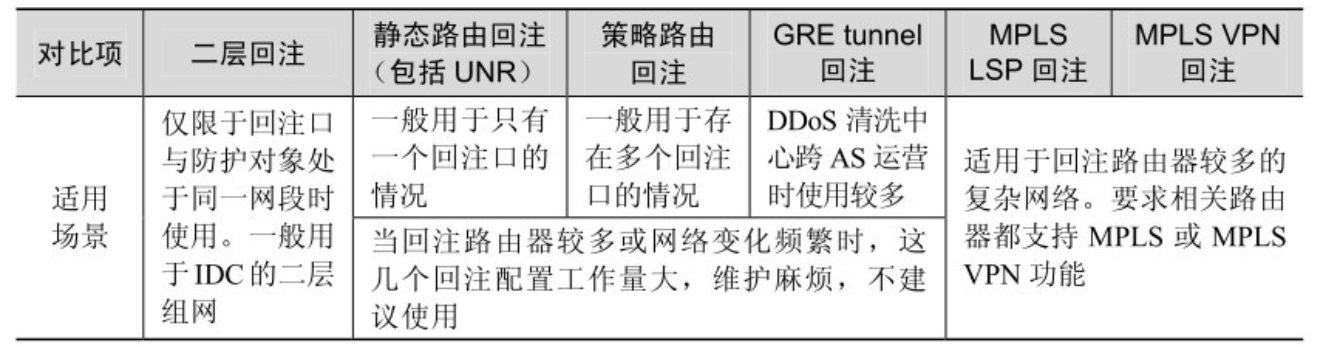 对比项
二层回注
静态路由回注
（包括 UNR）
策略路由
回注
GRE tunnel
回注
MPLS
LSP 回注
MPLS VPN
回注
适用
场景
仅限于回注口
与防护对象处
于同一网段时
使用。一般用
于 IDC 的二层
组网
一般用于只有
一个回注口的
情况
一般用于存
在多个回注
口的情况
DDoS 清洗中
心跨 AS 运营
时使用较多
当回注路由器较多或网络变化频繁时，这
几个回注配置工作量大，维护麻烦，不建
议使用
适用于回注路由器较多的
复杂网络。要求相关路由
器都支持 MPLS 或 MPLS
VPN 功能